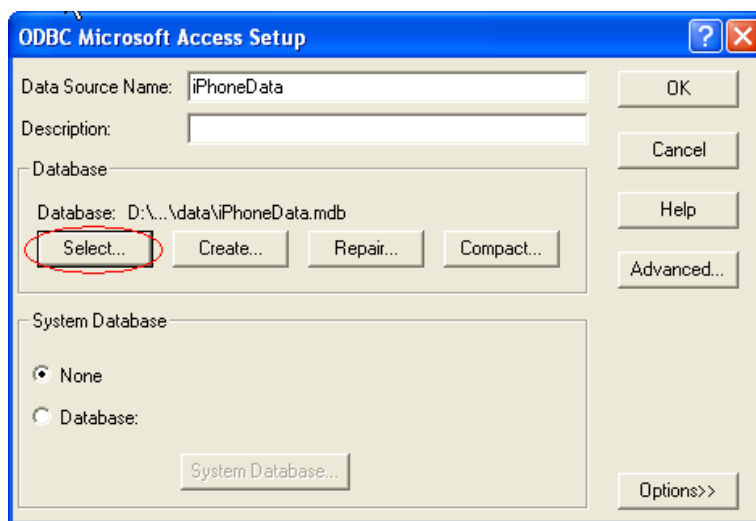 ODBC Microsoft Access Setup
Data Source Name: iPhoneData
OK
Description:
Cancel
Database
Database: D:\...\data\iPhoneData.mdb
Help
Select... Create... Repair... Compact...
Advanced...
System Database
None
Database:
System Database...
Options>>